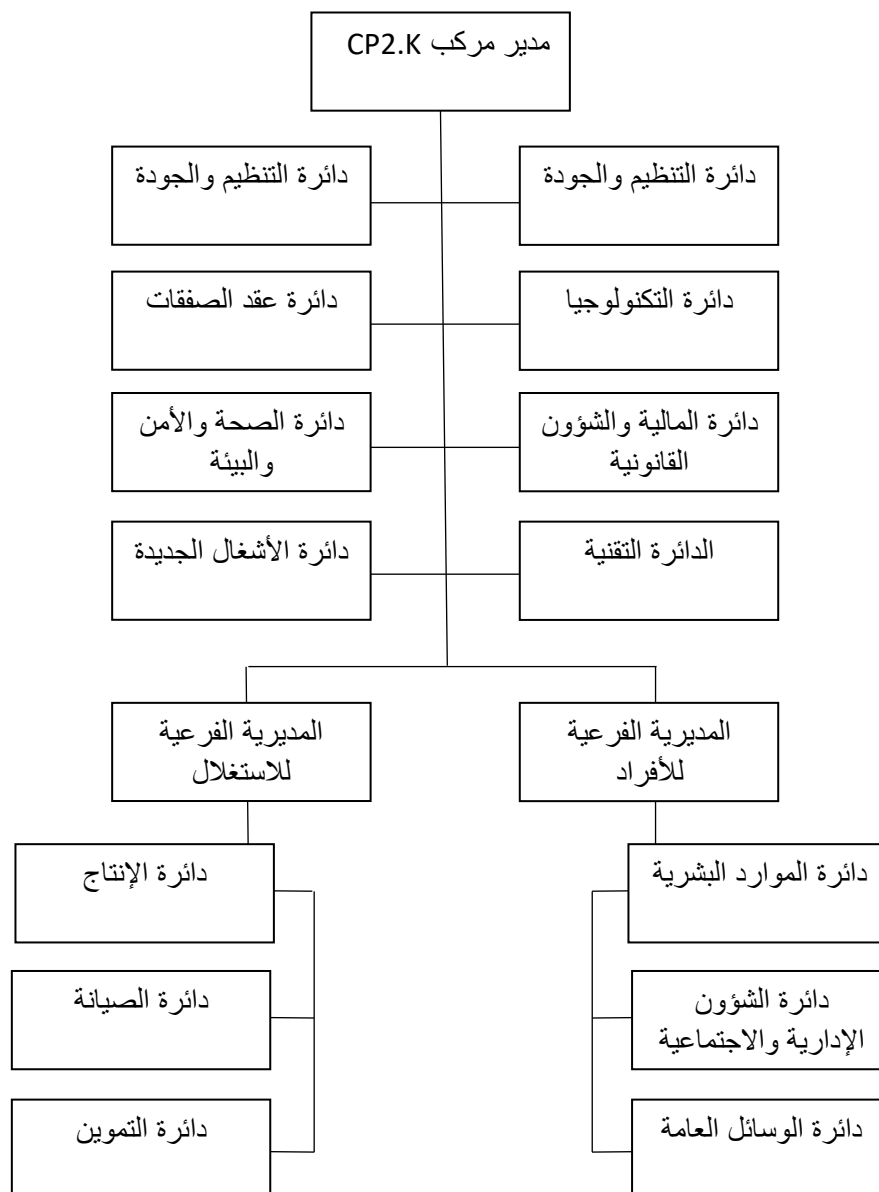 مدير مركب CP2.K
دائرة التنظيم والجودة
دائرة التنظيم والجودة
دائرة التكنولوجيا
دائرة عقد الصفقات
دائرة المالية والشؤون
القانونية
دائرة الصحة والأمن
والبيئة
الدائرة التقنية
دائرة الأشغال الجديدة
المديرية الفرعية
للأفراد
المديرية الفرعية
للاستغلال
دائرة الموارد البشرية
دائرة الإنتاج
دائرة الشؤون
الإدارية والاجتماعية
دائرة الصيانة
دائرة الوسائل العامة
دائرة التموين